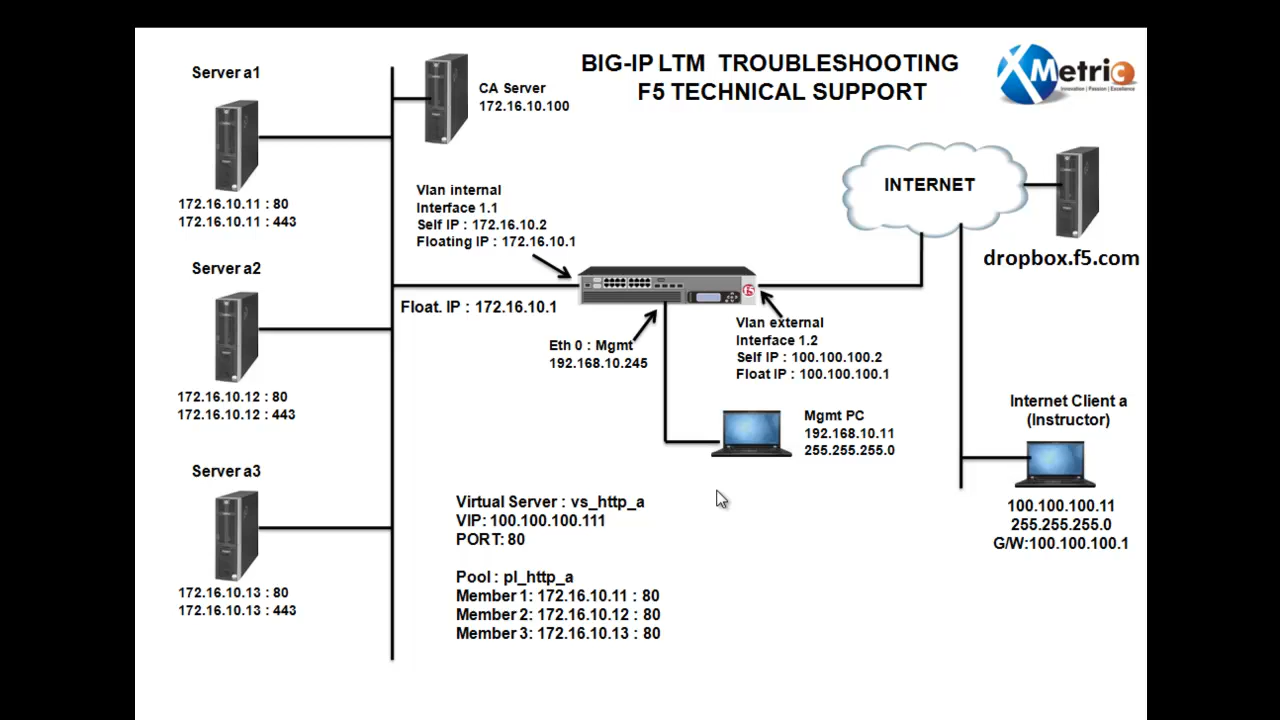 BIG-IP LTM TROUBLESHOOTING
F5 TECHNICAL SUPPORT
XMetric
Innovation | Passion | Excellence
Server a1
172.16.10.11 : 80
172.16.10.11 : 443
CA Server
172.16.10.100
Vlan internal
Interface 1.1
Self IP : 172.16.10.2
Floating IP : 172.16.10.1
INTERNET
dropbox.f5.com
Server a2
172.16.10.12 : 80
172.16.10.12 : 443
Float. IP : 172.16.10.1
f5
Eth 0 : Mgmt
192.168.10.245
Vlan external
Interface 1.2
Self IP : 100.100.100.2
Float IP : 100.100.100.1
Mgmt PC
192.168.10.11
255.255.255.0
Internet Client a
(Instructor)
100.100.100.11
255.255.255.0
G/W:100.100.100.1
Server a3
172.16.10.13 : 80
172.16.10.13 : 443
Virtual Server : vs_http_a
VIP: 100.100.100.111
PORT: 80
Pool : pl_http_a
Member 1: 172.16.10.11 : 80
Member 2: 172.16.10.12 : 80
Member 3: 172.16.10.13 : 80